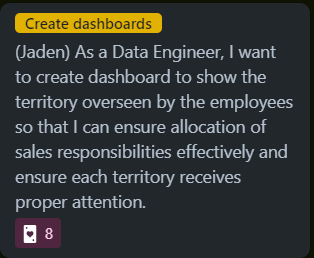 Create dashboards
(Jaden) As a Data Engineer, I want
to create dashboard to show the
territory overseen by the employees
so that I can ensure allocation of
sales responsibilities effectively and
ensure each territory receives
proper attention.
8